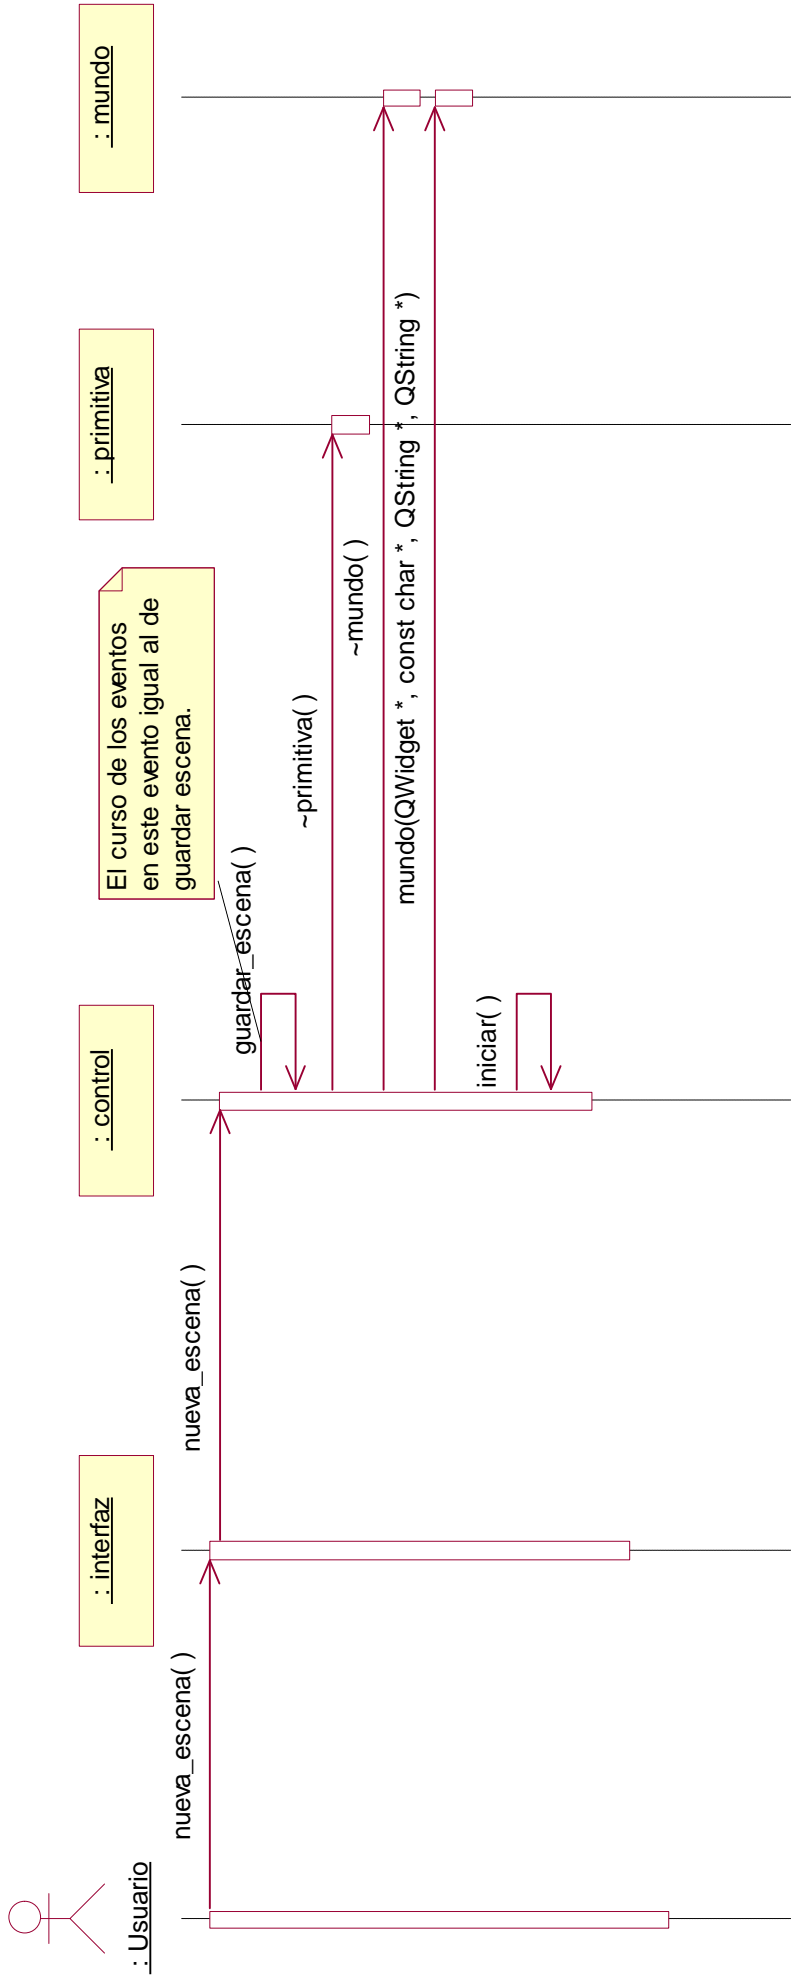 : Usuario
: interfaz
: control
: primitiva
: mundo
nueva_escena( )
nueva_escena( )
guardar_escena( )
El curso de los eventos
en este evento igual al de
guardar escena.
~primitiva( )
~mundo( )
mundo(QWidget *, const char *, QString *, QString *)
iniciar( )